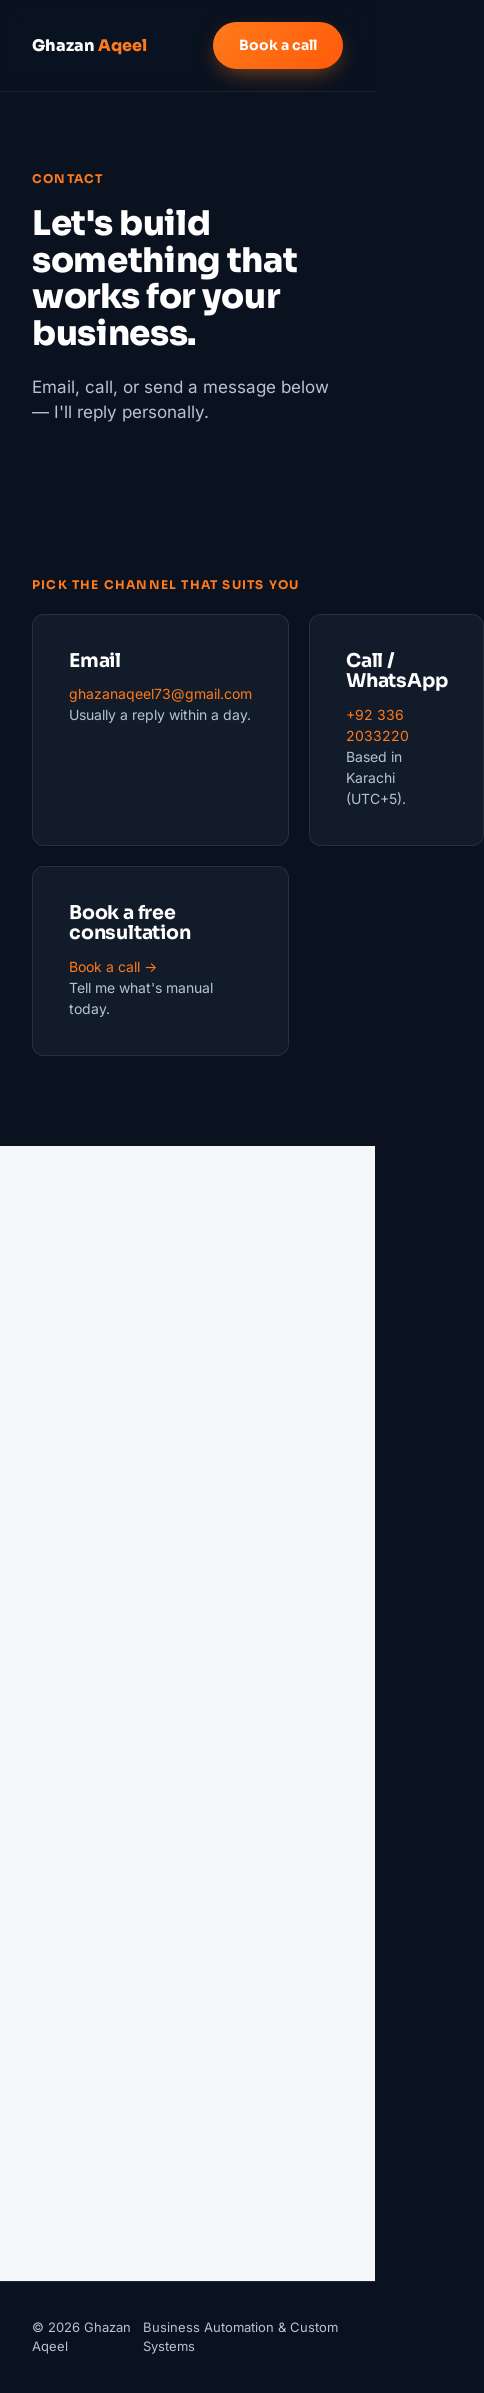 Ghazan Aqeel
Book a call
CONTACT
Let's build
something that
works for your
business.
Email, call, or send a message below
— I'll reply personally.
PICK THE CHANNEL THAT SUITS YOU
Email
ghazanaqeel73@gmail.com
Usually a reply within a day.
Call /
WhatsApp
+92 336
2033220
Based in
Karachi
(UTC+5).
Book a free
consultation
Book a call →
Tell me what's manual
today.
© 2026 Ghazan
Aqeel
Business Automation & Custom
Systems